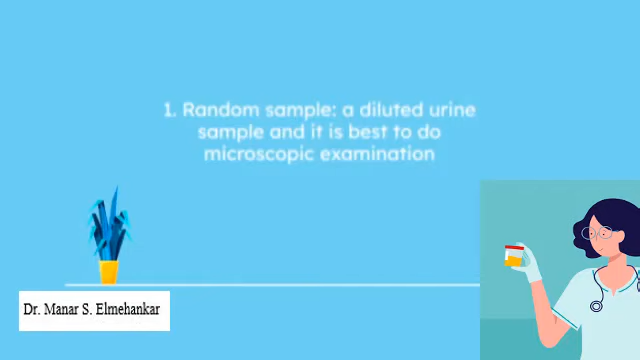 1. Random sample: a diluted urine
sample and it is best to do
microscopic examination
Dr. Manar S. Elmehankar